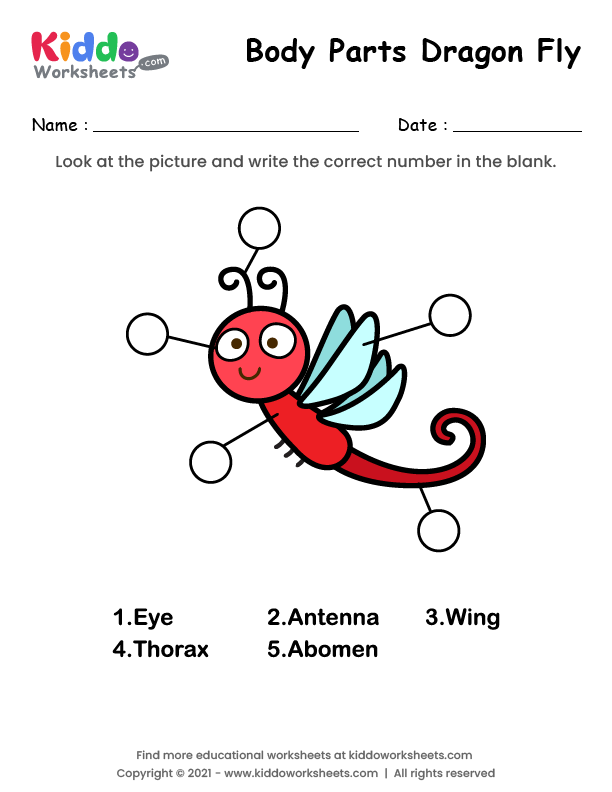 Kiddo
Worksheets.com
Body Parts Dragon Fly
Name : Date :
Look at the picture and write the correct number in the blank.
1.Eye 2.Antenna 3.Wing
4.Thorax 5.Abomen
Find more educational worksheets at kiddoworksheets.com
Copyright © 2021 - www.kiddoworksheets.com | All rights reserved